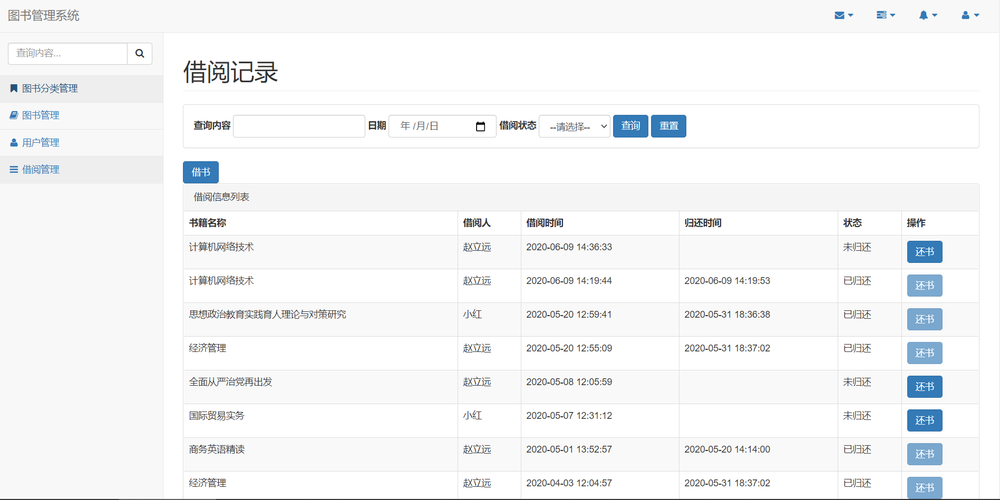 图书管理系统
查询内容...
图书分类管理
图书管理
用户管理
借阅管理
借阅记录
查询内容 日期 年 /月/日 借阅状态 --请选择-- 查询 重置
借书
借阅信息列表
书籍名称 借阅人 借阅时间 归还时间 状态 操作
计算机网络技术 赵立远 2020-06-09 14:36:33 未归还 还书
计算机网络技术 赵立远 2020-06-09 14:19:44 2020-06-09 14:19:53 已归还 还书
思想政治教育实践育人理论与对策研究 小红 2020-05-20 12:59:41 2020-05-31 18:36:38 已归还 还书
经济管理 赵立远 2020-05-20 12:55:09 2020-05-31 18:37:02 已归还 还书
全面从严治党再出发 赵立远 2020-05-08 12:05:59 未归还 还书
国际贸易实务 小红 2020-05-07 12:31:12 未归还 还书
商务英语精读 赵立远 2020-05-01 13:52:57 2020-05-20 14:14:00 已归还 还书
经济管理 赵立远 2020-04-03 12:04:57 2020-05-31 18:37:02 已归还 还书